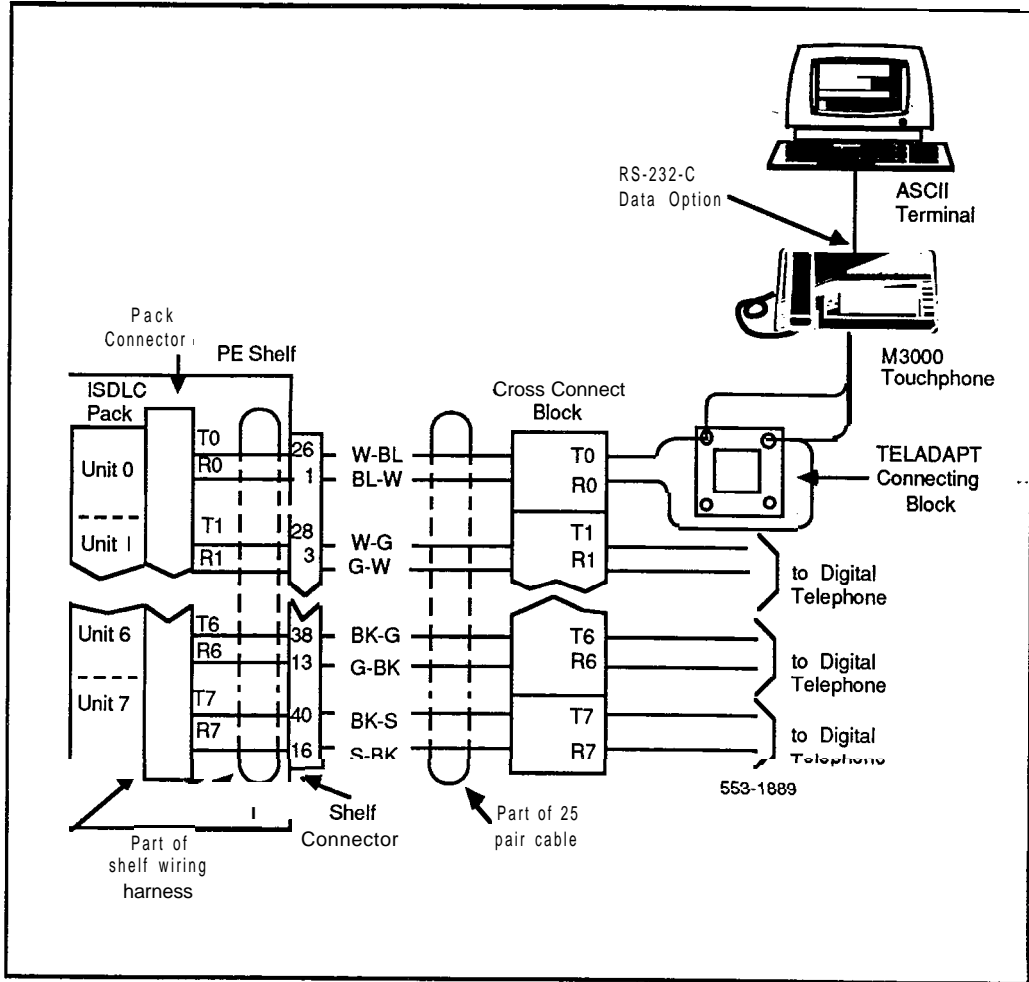 RS-232-C
Data Option
ASCII
Terminal
M3000
Touchphone
TELADAPT
Connecting
Block
Pack
Connector
PE Shelf
ISDLC
Pack
Cross Connect
Block
Unit 0
T0
R0
26
1
W-BL
BL-W
T0
R0
Unit I
T1
R1
28
3
W-G
G-W
T1
R1
to Digital
Telephone
Unit 6
T6
R6
38
13
BK-G
G-BK
T6
R6
to Digital
Telephone
Unit 7
T7
R7
40
16
BK-S
S-BK
T7
R7
to Digital
Telephone
553-1889
Shelf
Connector
Part of 25
pair cable
Part of
shelf wiring
harness